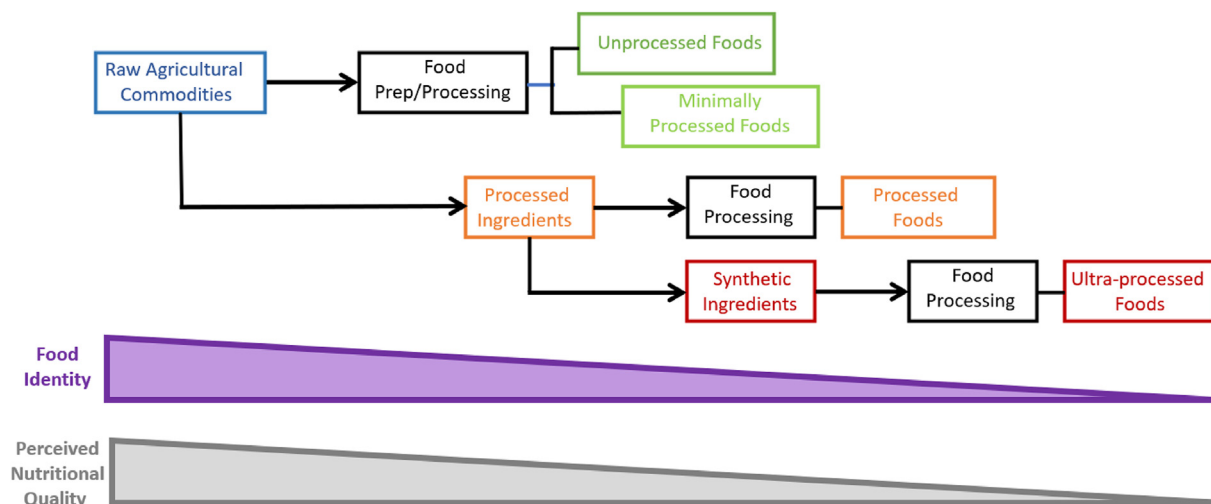 Raw Agricultural
Commodities
Food
Prep/Processing
Unprocessed Foods
Minimally
Processed Foods
Processed
Ingredients
Food
Processing
Processed
Foods
Synthetic
Ingredients
Food
Processing
Ultra-processed
Foods
Food
Identity
Perceived
Nutritional
Quality